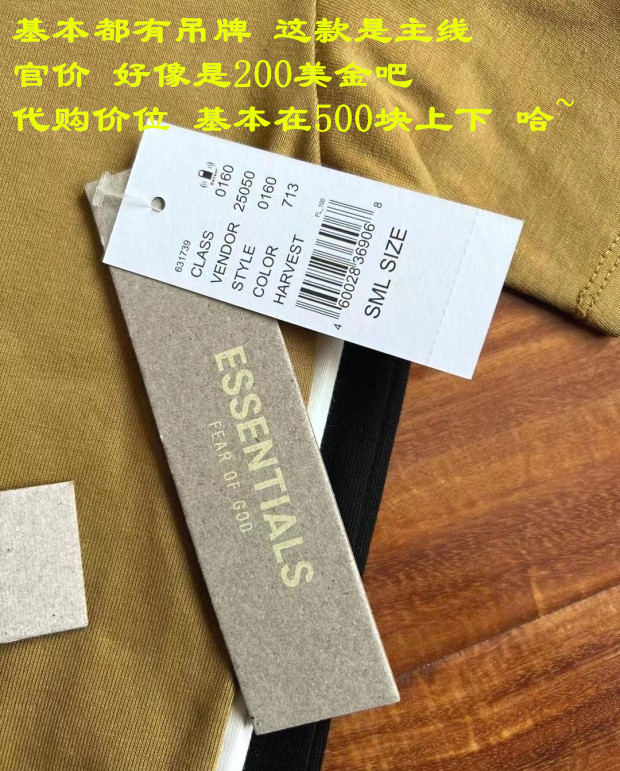 基本都有吊牌 这款是主线
官价 好像是200美金吧
代购价位 基本在500块上下 哈~
631739
CLASS 0160
VENDOR 25050
STYLE 0160
COLOR 713
HARVEST
PL_100
4 60028 36906 8
SML SIZE
ESSENTIALS
FEAR OF GOD